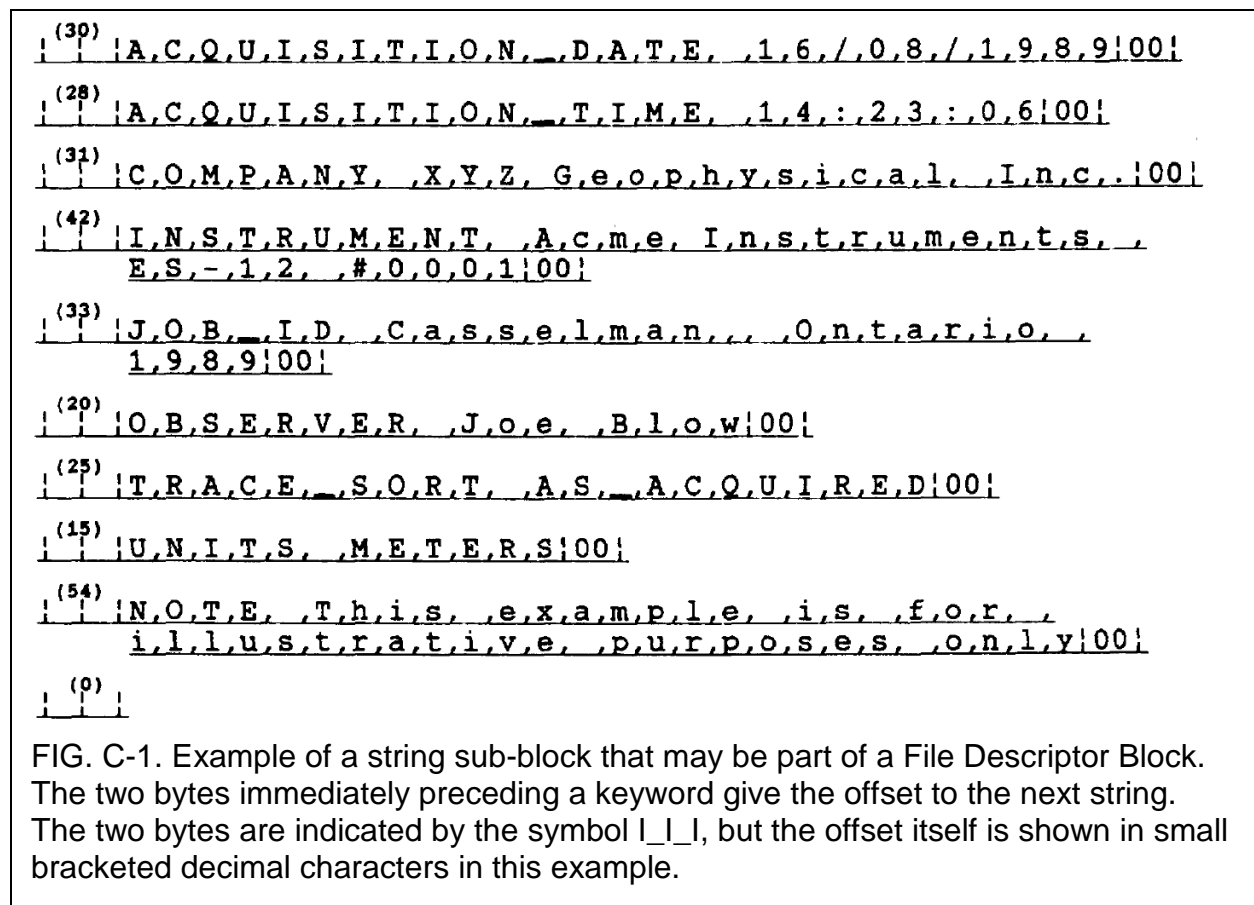 (30) A,C,Q,U,I,S,I,T,I,O,N,_,D,A,T,E, ,1,6,/,0,8,/,1,9,8,9¦00¦
(28) A,C,Q,U,I,S,I,T,I,O,N,_,T,I,M,E, ,1,4,:,2,3,:,0,6¦00¦
(31) C,O,M,P,A,N,Y, ,X,Y,Z, G,e,o,p,h,y,s,i,c,a,l, ,I,n,c,.¦00¦
(42) I,N,S,T,R,U,M,E,N,T, ,A,c,m,e, I,n,s,t,r,u,m,e,n,t,s, ,
E,S,-,1,2, ,#,0,0,0,1¦00¦
(33) J,O,B,_,I,D, ,C,a,s,s,e,l,m,a,n,,, ,O,n,t,a,r,i,o, ,
1,9,8,9¦00¦
(20) O,B,S,E,R,V,E,R, ,J,o,e, ,B,l,o,w¦00¦
(25) T,R,A,C,E,_,S,O,R,T, ,A,S,_,A,C,Q,U,I,R,E,D¦00¦
(15) U,N,I,T,S, ,M,E,T,E,R,S¦00¦
(54) N,O,T,E, ,T,h,i,s, ,e,x,a,m,p,l,e, ,i,s, ,f,o,r, ,
i,l,l,u,s,t,r,a,t,i,v,e, ,p,u,r,p,o,s,e,s, ,o,n,l,y¦00¦
(0)
FIG. C-1. Example of a string sub-block that may be part of a File Descriptor Block.
The two bytes immediately preceding a keyword give the offset to the next string.
The two bytes are indicated by the symbol I_I_I, but the offset itself is shown in small
bracketed decimal characters in this example.